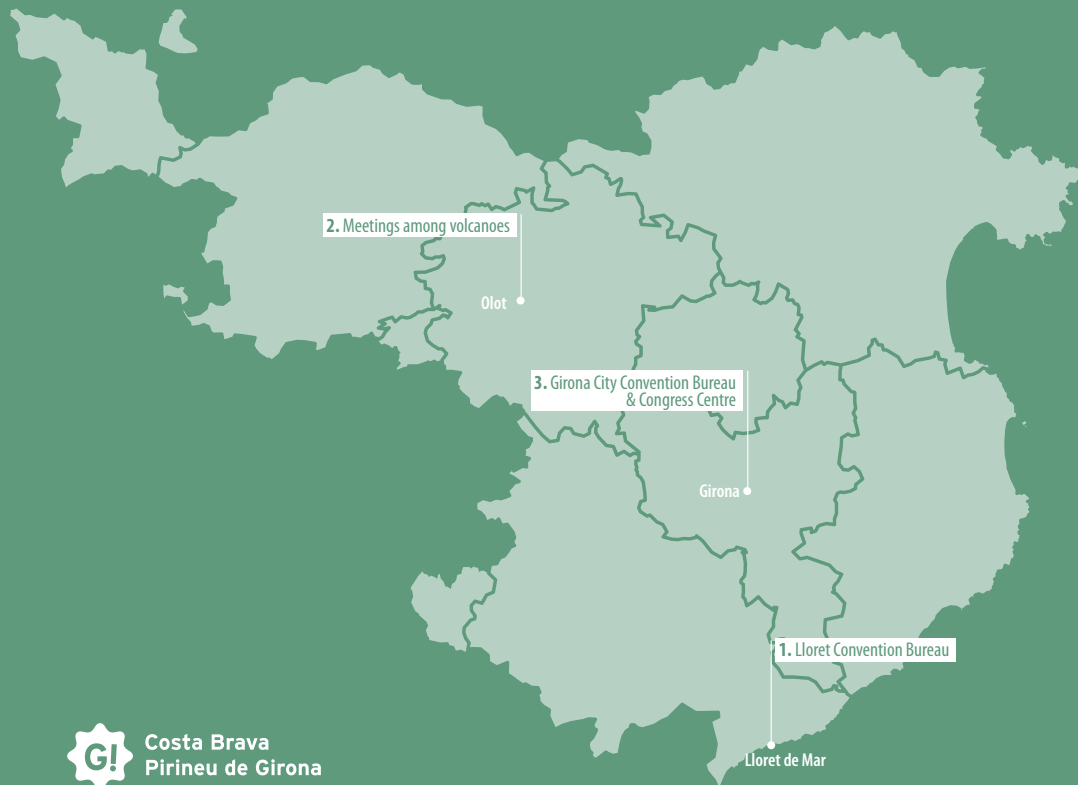 2. Meetings among volcanoes
Olot
3. Girona City Convention Bureau
& Congress Centre
Girona
1. Lloret Convention Bureau
Lloret de Mar
G!
Costa Brava
Pirineu de Girona